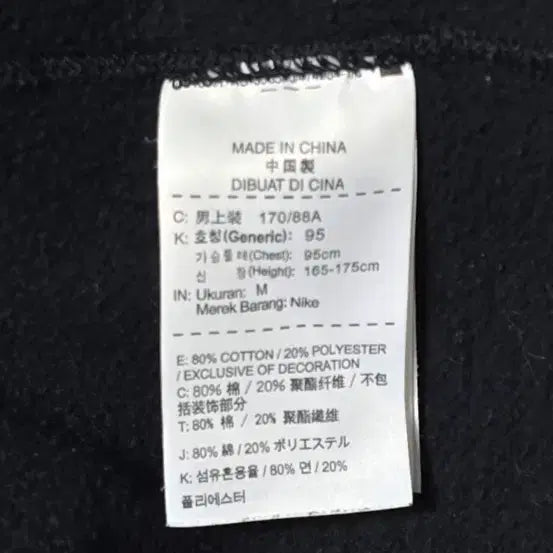 MADE IN CHINA
中国製
DIBUAT DI CINA
C: 男上装 170/88A
K: 호칭(Generic): 95
가슴둘레(Chest): 95cm
신 장(Height): 165-175cm
IN: Ukuran: M
Merek Barang: Nike
E: 80% COTTON / 20% POLYESTER
/ EXCLUSIVE OF DECORATION
C: 80% 棉 / 20% 聚酯纤维 / 不包
括装饰部分
T: 80% 棉 / 20% 聚酯纖維
J: 80% 綿 / 20% ポリエステル
K: 섬유혼용율 / 80% 면 / 20%
폴리에스터